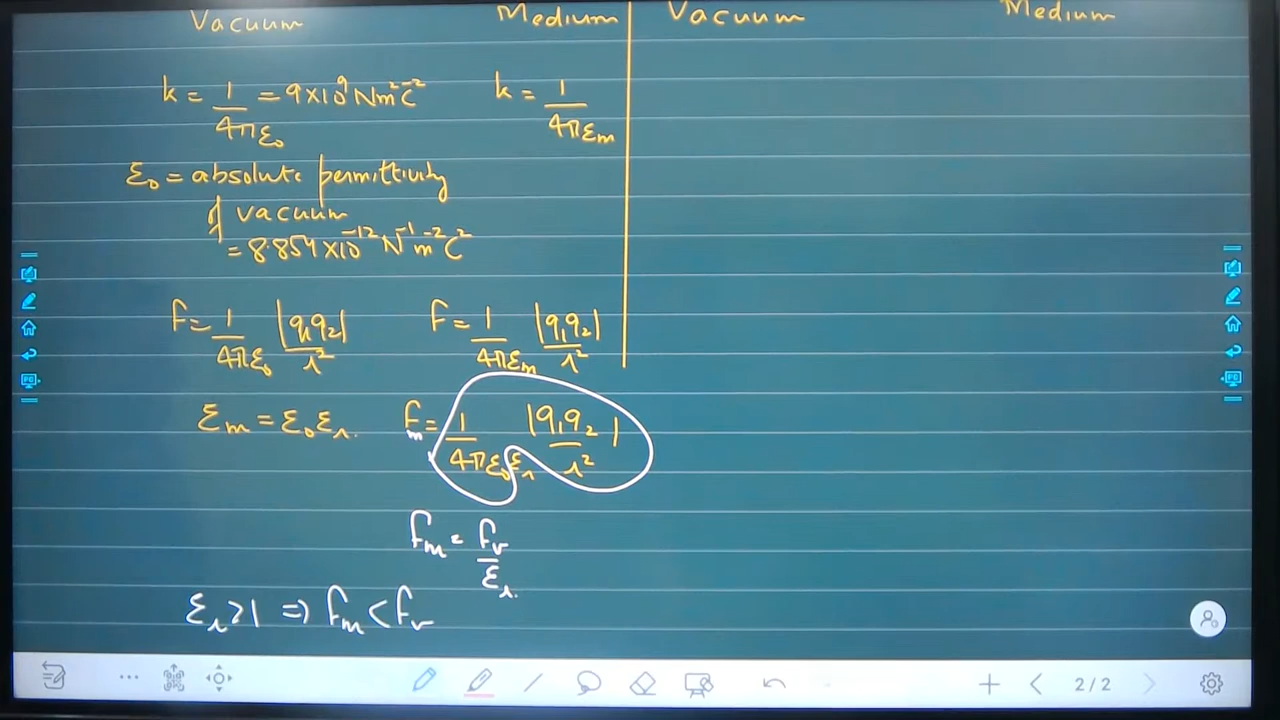 Vacuum Medium Vacuum Medium
k = 1/4πε₀ = 9×10⁹ Nm²C⁻² k = 1/4πεm
ε₀ = absolute permittivity
of vacuum
= 8.854×10⁻¹² N⁻¹m⁻²C²
F = 1/4πε₀ |q₁q₂|/r² F = 1/4πεm |q₁q₂|/r²
εm = ε₀εr Fm = 1/4πε₀εr |q₁q₂|/r²
Fm = Fv/εr
εr > 1 ⇒ Fm < Fv
2/2